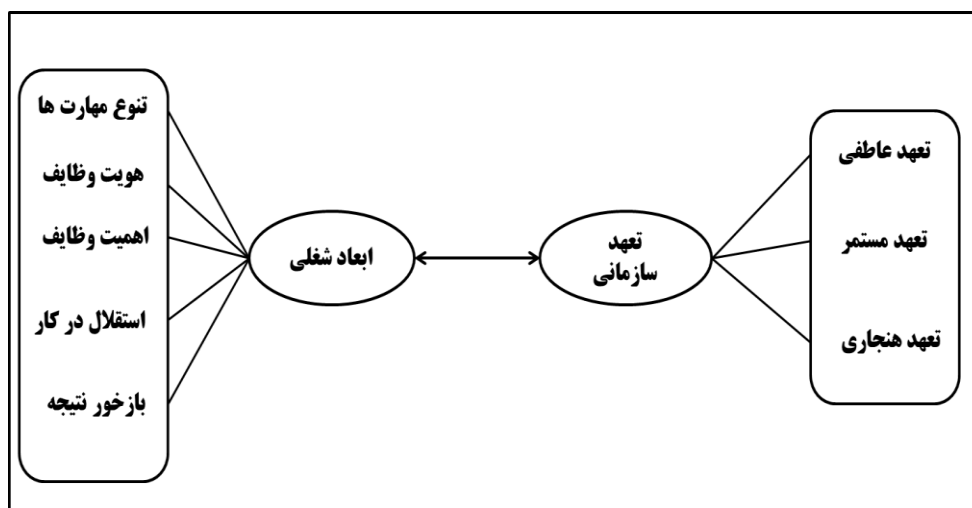 تنوع مهارت ها
هویت وظایف
اهمیت وظایف
استقلال در کار
بازخور نتیجه
ابعاد شغلی
تعهد
سازمانی
تعهد عاطفی
تعهد مستمر
تعهد هنجاری